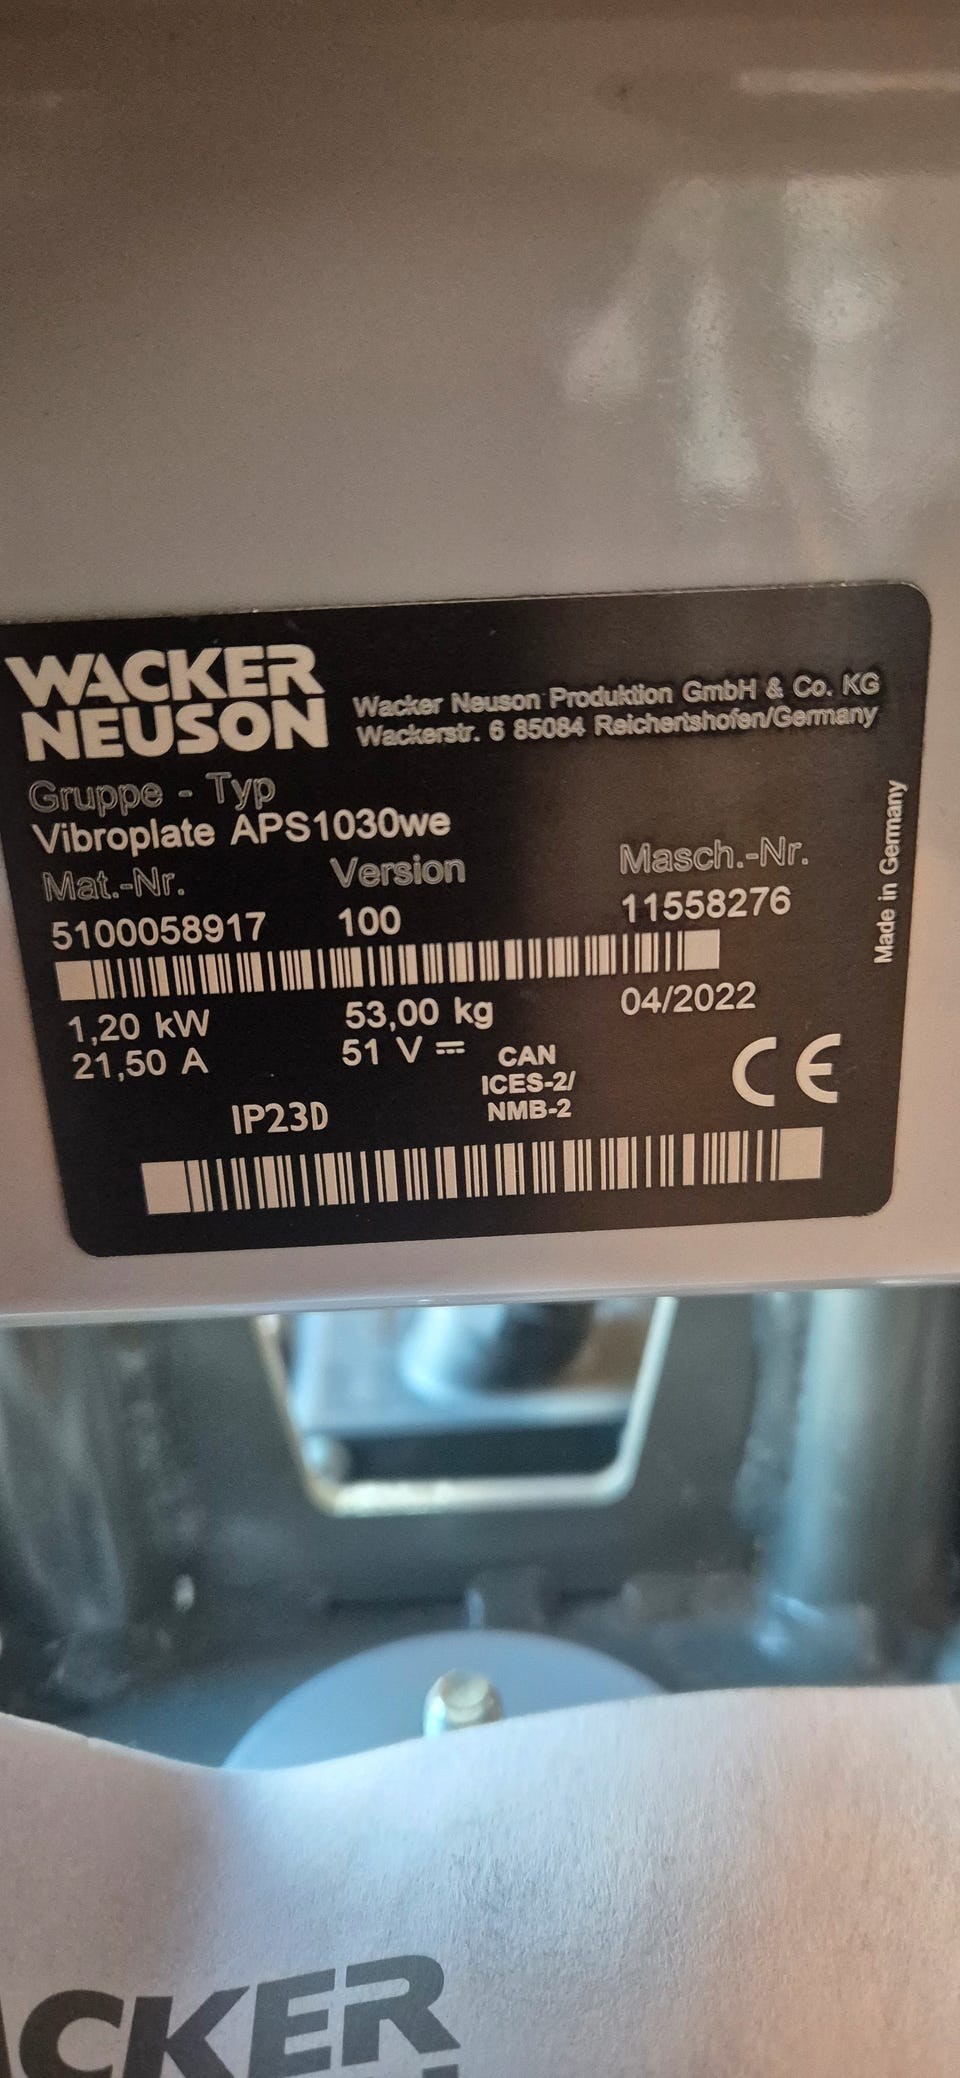 WACKER
NEUSON
Wacker Neuson Produktion GmbH & Co. KG
Wackerstr. 6 85084 Reichertshofen/Germany
Gruppe - Typ
Vibroplate APS1030we
Mat.-Nr. Version Masch.-Nr.
5100058917 100 11558276
1,20 kW 53,00 kg 04/2022
21,50 A 51 V ⎓ CAN
ICES-2/
NMB-2
IP23D
CE
Made in Germany
ACKER